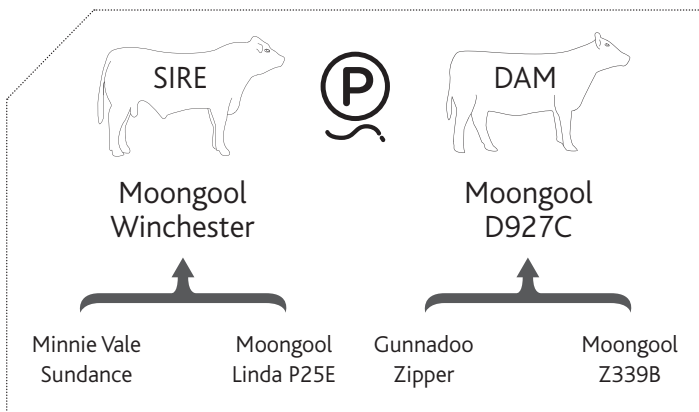 SIRE
P
DAM
Moongool
Winchester
Moongool
D927C
Minnie Vale
Sundance
Moongool
Linda P25E
Gunnadoo
Zipper
Moongool
Z339B